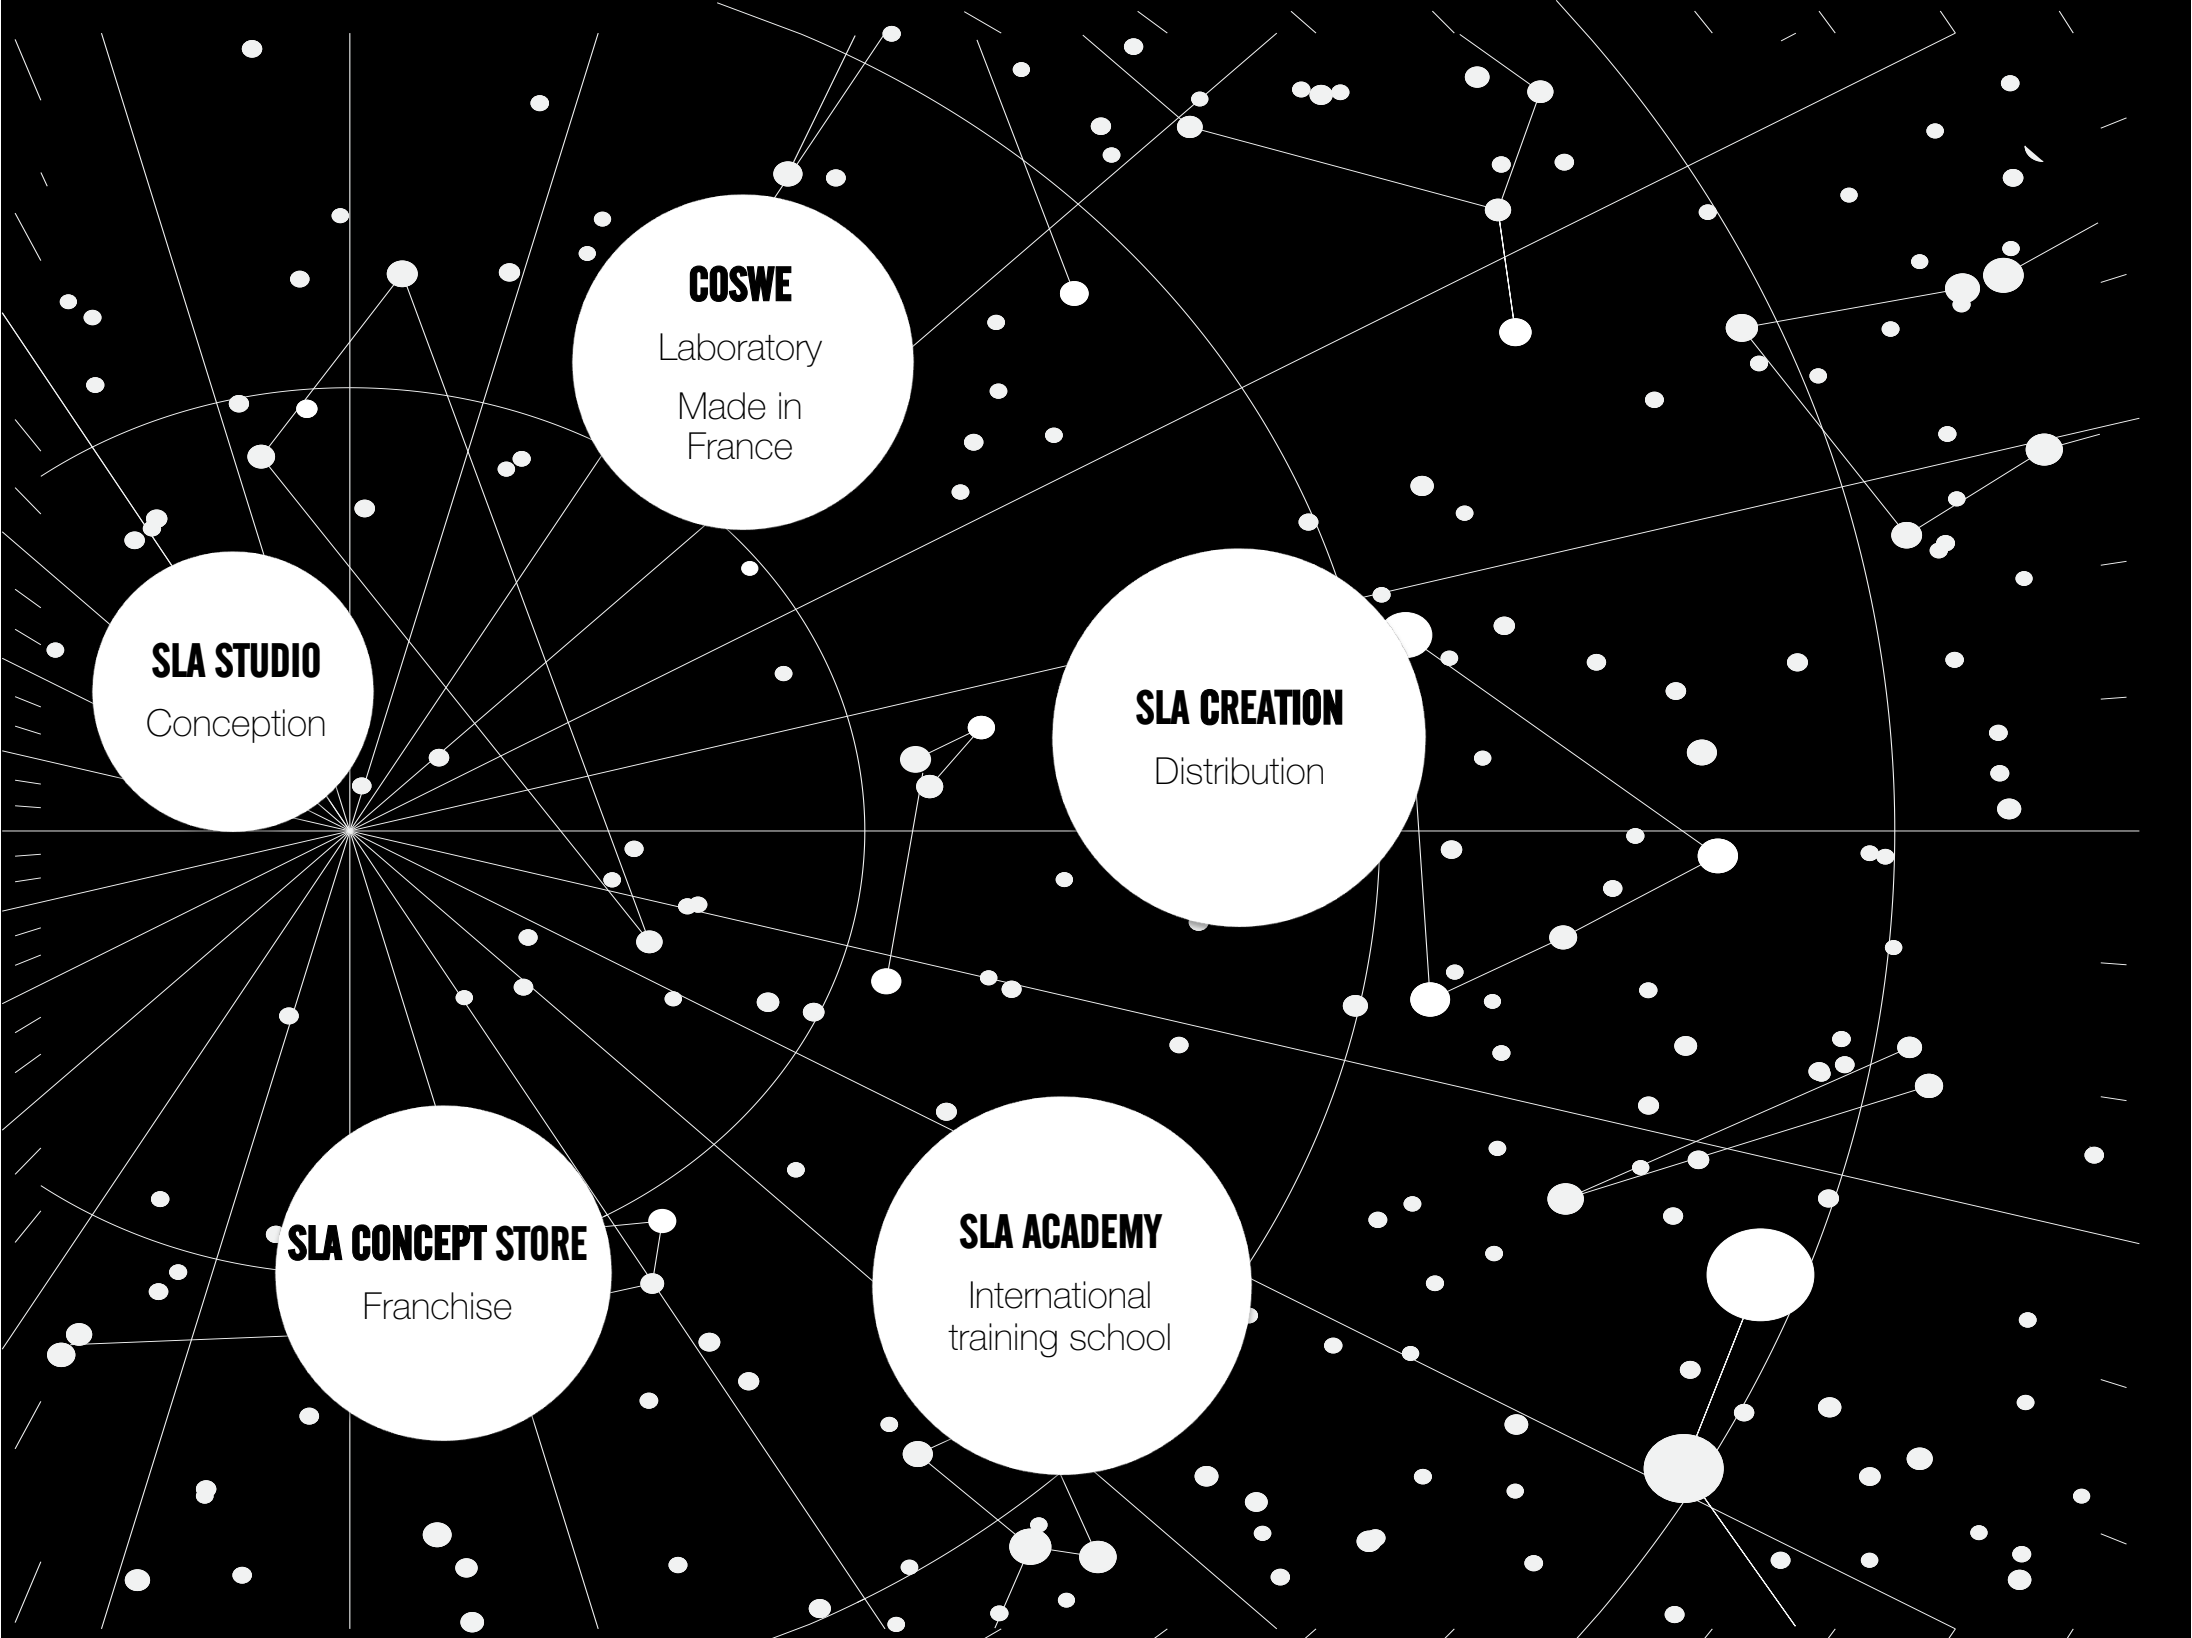 COSWE
Laboratory
Made in
France
SLA STUDIO
Conception
SLA CREATION
Distribution
SLA CONCEPT STORE
Franchise
SLA ACADEMY
International
training school